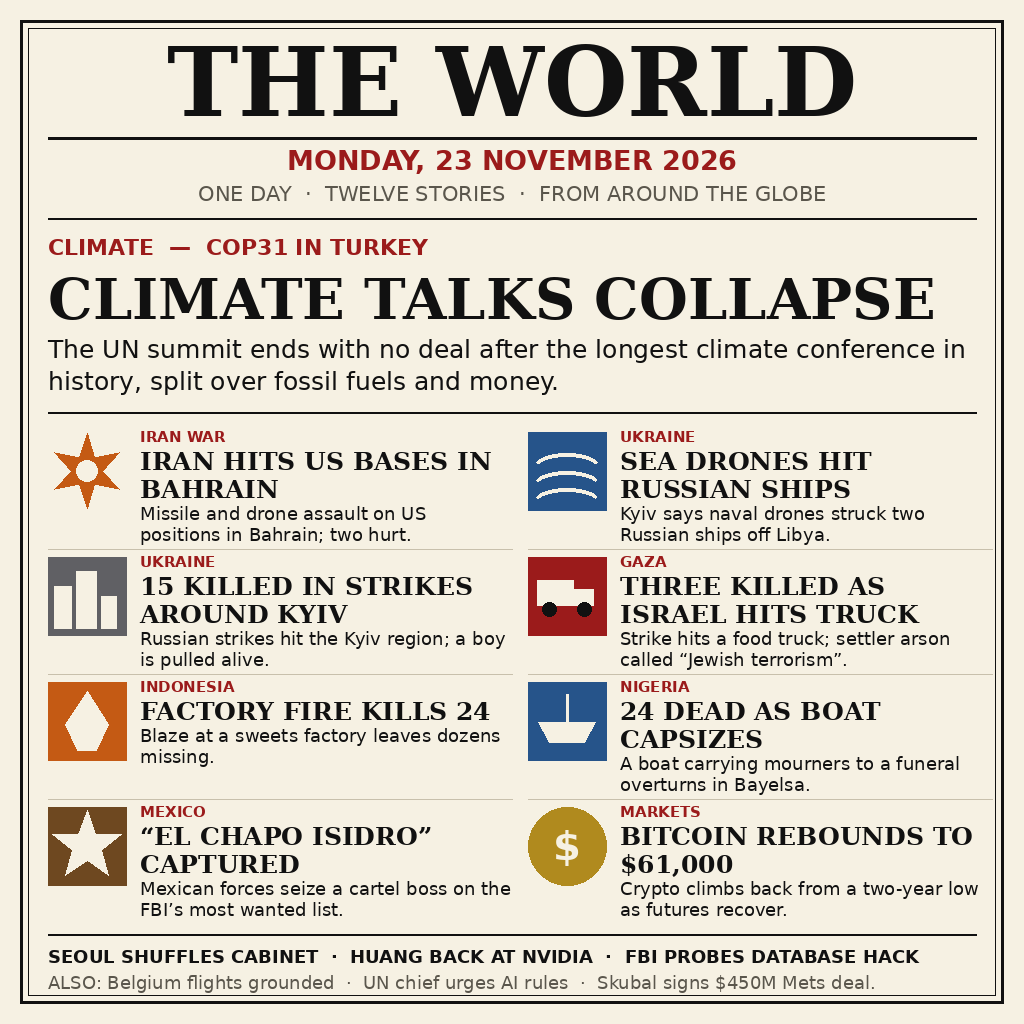 THE WORLD
MONDAY, 23 NOVEMBER 2026
ONE DAY · TWELVE STORIES · FROM AROUND THE GLOBE
CLIMATE — COP31 IN TURKEY
CLIMATE TALKS COLLAPSE
The UN summit ends with no deal after the longest climate conference in
history, split over fossil fuels and money.
IRAN WAR
IRAN HITS US BASES IN
BAHRAIN
Missile and drone assault on US
positions in Bahrain; two hurt.
UKRAINE
SEA DRONES HIT
RUSSIAN SHIPS
Kyiv says naval drones struck two
Russian ships off Libya.
UKRAINE
15 KILLED IN STRIKES
AROUND KYIV
Russian strikes hit the Kyiv region; a boy
is pulled alive.
GAZA
THREE KILLED AS
ISRAEL HITS TRUCK
Strike hits a food truck; settler arson
called “Jewish terrorism”.
INDONESIA
FACTORY FIRE KILLS 24
Blaze at a sweets factory leaves dozens
missing.
NIGERIA
24 DEAD AS BOAT
CAPSIZES
A boat carrying mourners to a funeral
overturns in Bayelsa.
MEXICO
“EL CHAPO ISIDRO”
CAPTURED
Mexican forces seize a cartel boss on the
FBI’s most wanted list.
$
MARKETS
BITCOIN REBOUNDS TO
$61,000
Crypto climbs back from a two-year low
as futures recover.
SEOUL SHUFFLES CABINET · HUANG BACK AT NVIDIA · FBI PROBES DATABASE HACK
ALSO: Belgium flights grounded · UN chief urges AI rules · Skubal signs $450M Mets deal.